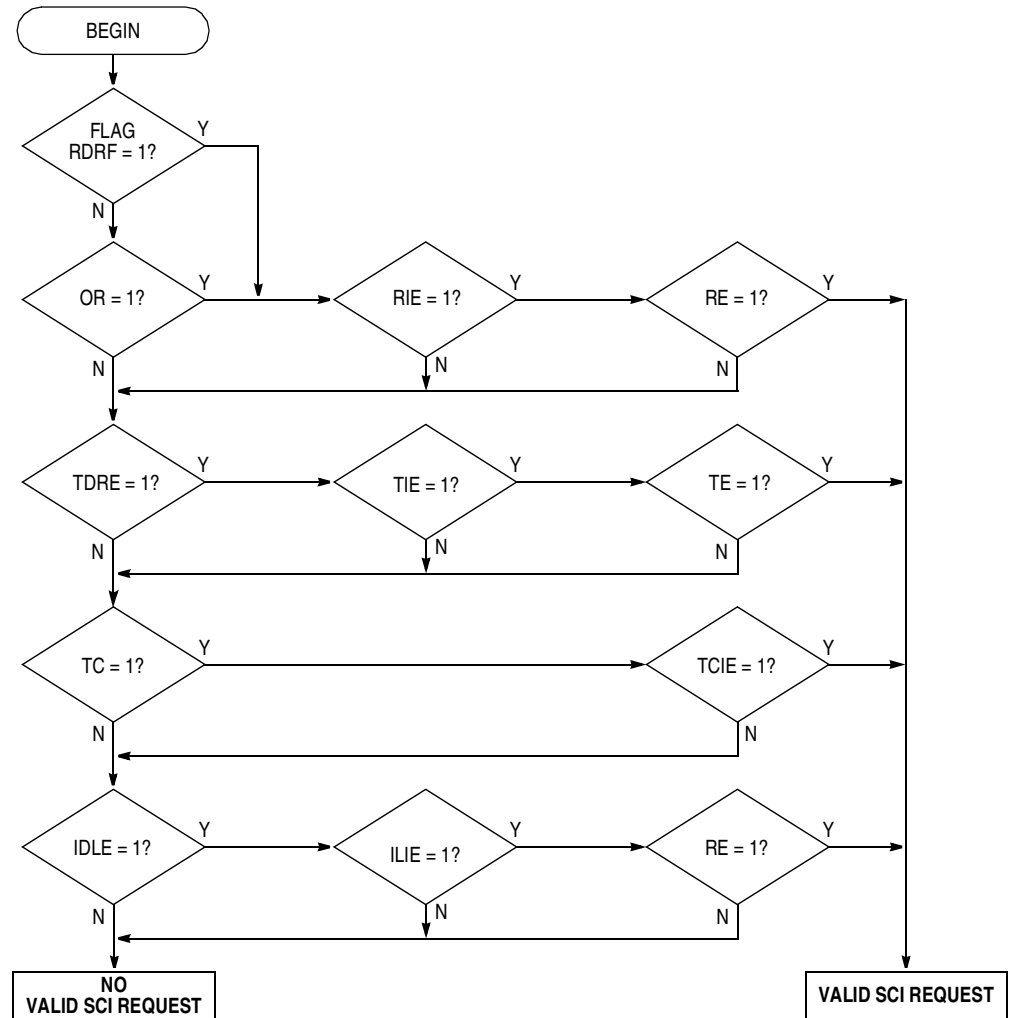 BEGIN
FLAG
RDRF = 1?
Y
N
OR = 1?
Y
N
RIE = 1?
Y
N
RE = 1?
Y
N
TDRE = 1?
Y
N
TIE = 1?
Y
N
TE = 1?
Y
N
TC = 1?
Y
N
TCIE = 1?
Y
N
IDLE = 1?
Y
N
ILIE = 1?
Y
N
RE = 1?
Y
N
NO
VALID SCI REQUEST
VALID SCI REQUEST